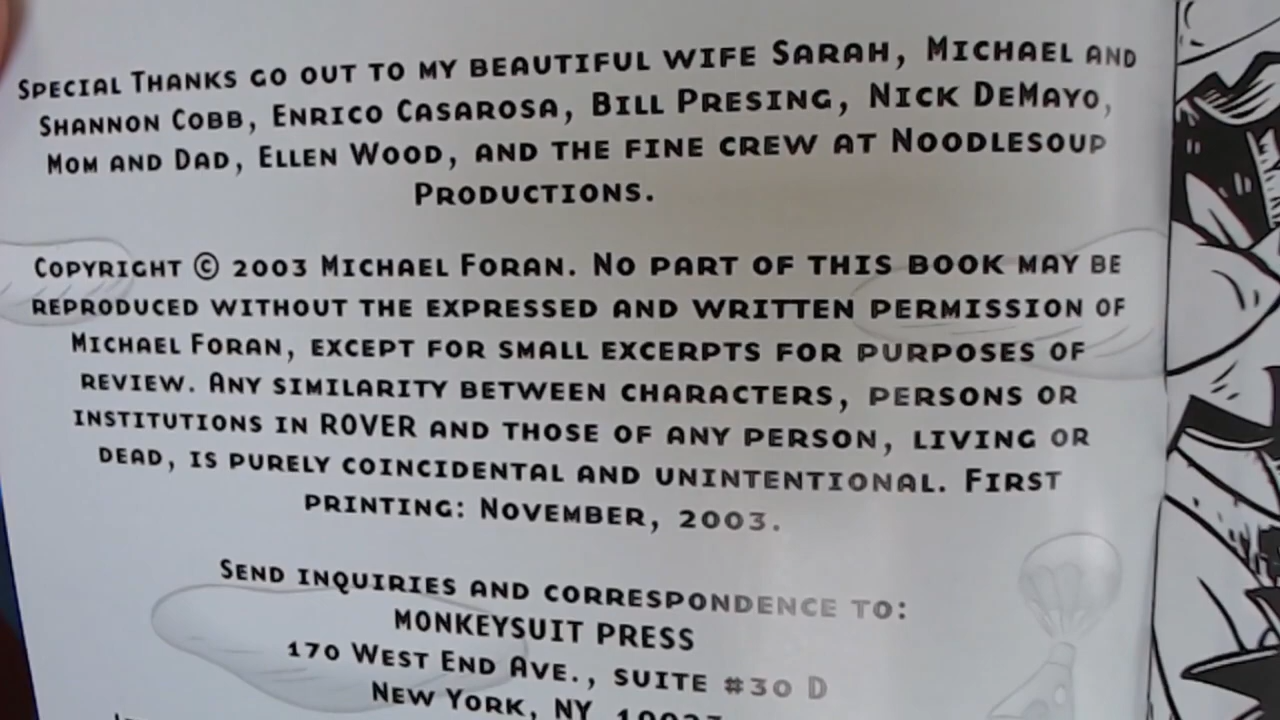 Special Thanks go out to my beautiful wife Sarah, Michael and
Shannon Cobb, Enrico Casarosa, Bill Presing, Nick DeMayo,
Mom and Dad, Ellen Wood, and the fine crew at Noodlesoup
Productions.
Copyright © 2003 Michael Foran. No part of this book may be
reproduced without the expressed and written permission of
Michael Foran, except for small excerpts for purposes of
review. Any similarity between characters, persons or
institutions in ROVER and those of any person, living or
dead, is purely coincidental and unintentional. First
printing: November, 2003.
Send inquiries and correspondence to:
MONKEYSUIT PRESS
170 West End Ave., suite #30 D
New York, NY